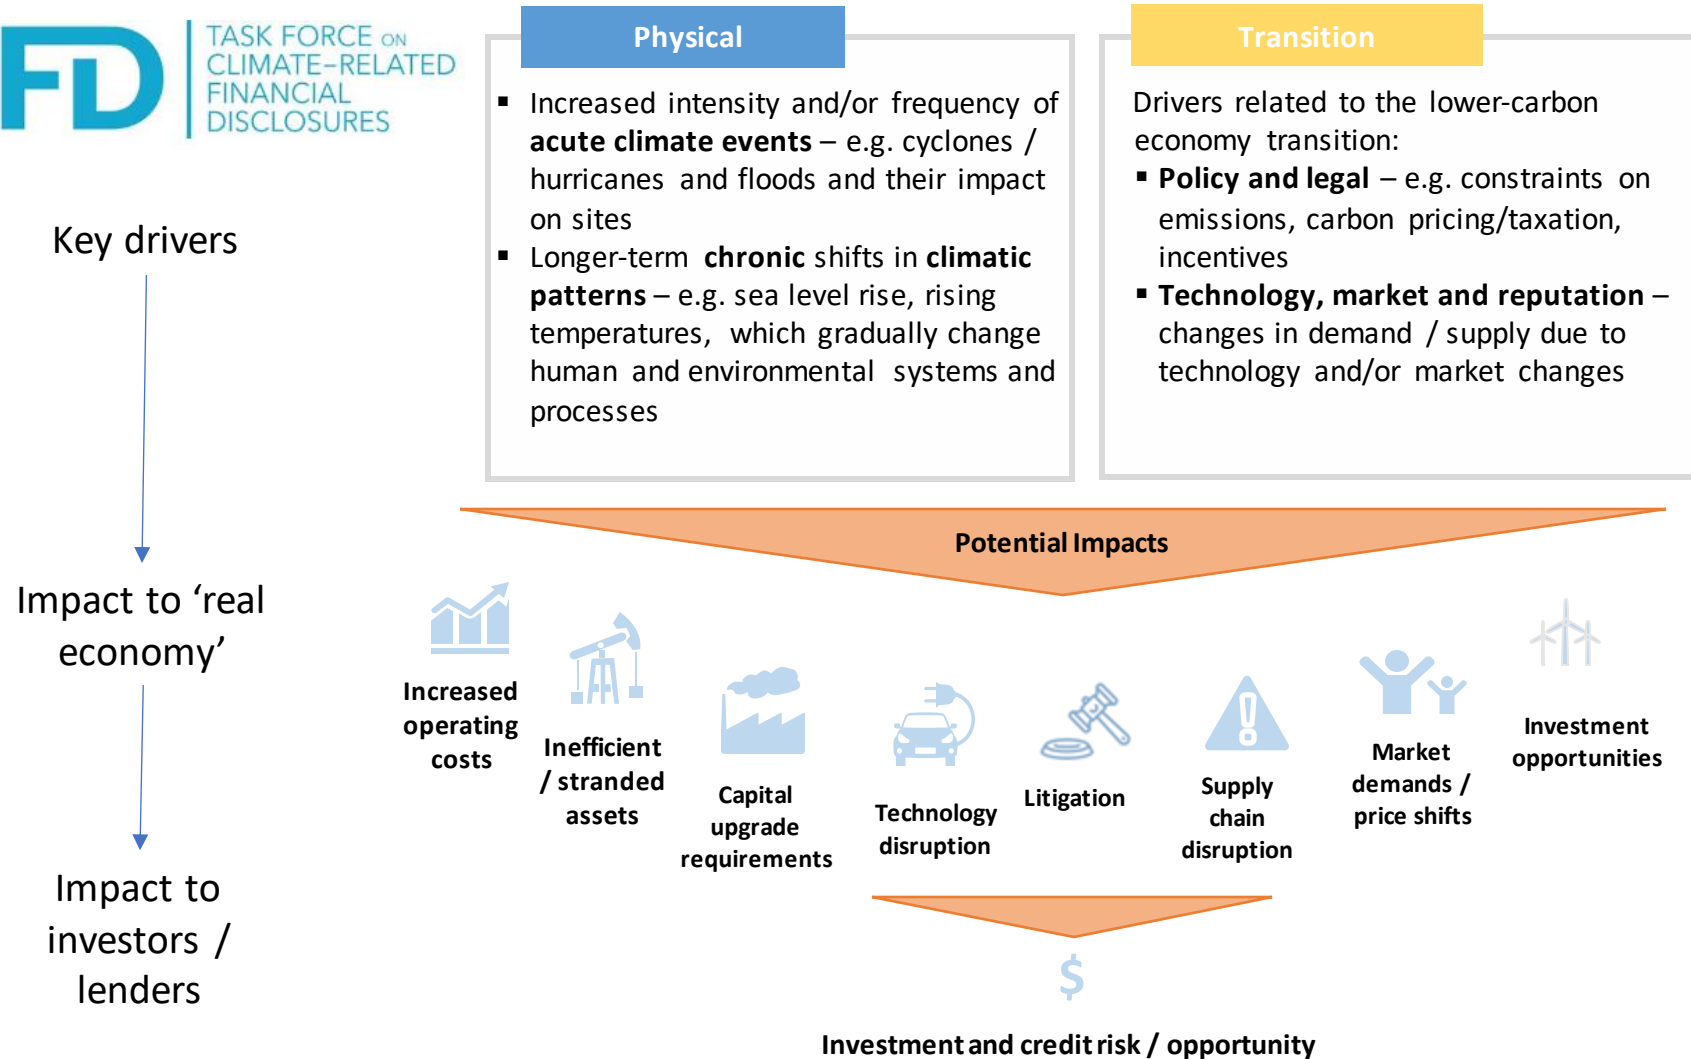 FD
TASK FORCE ON
CLIMATE-RELATED
FINANCIAL
DISCLOSURES
Physical
▪ Increased intensity and/or frequency of
acute climate events – e.g. cyclones /
hurricanes and floods and their impact
on sites
▪ Longer-term chronic shifts in climatic
patterns – e.g. sea level rise, rising
temperatures, which gradually change
human and environmental systems and
processes
Transition
Drivers related to the lower-carbon
economy transition:
▪ Policy and legal – e.g. constraints on
emissions, carbon pricing/taxation,
incentives
▪ Technology, market and reputation –
changes in demand / supply due to
technology and/or market changes
Key drivers
Potential Impacts
Impact to ‘real
economy’
Increased
operating
costs
Inefficient
/ stranded
assets
Capital
upgrade
requirements
Technology
disruption
Litigation
Supply
chain
disruption
Market
demands /
price shifts
Investment
opportunities
Impact to
investors /
lenders
$
Investment and credit risk / opportunity